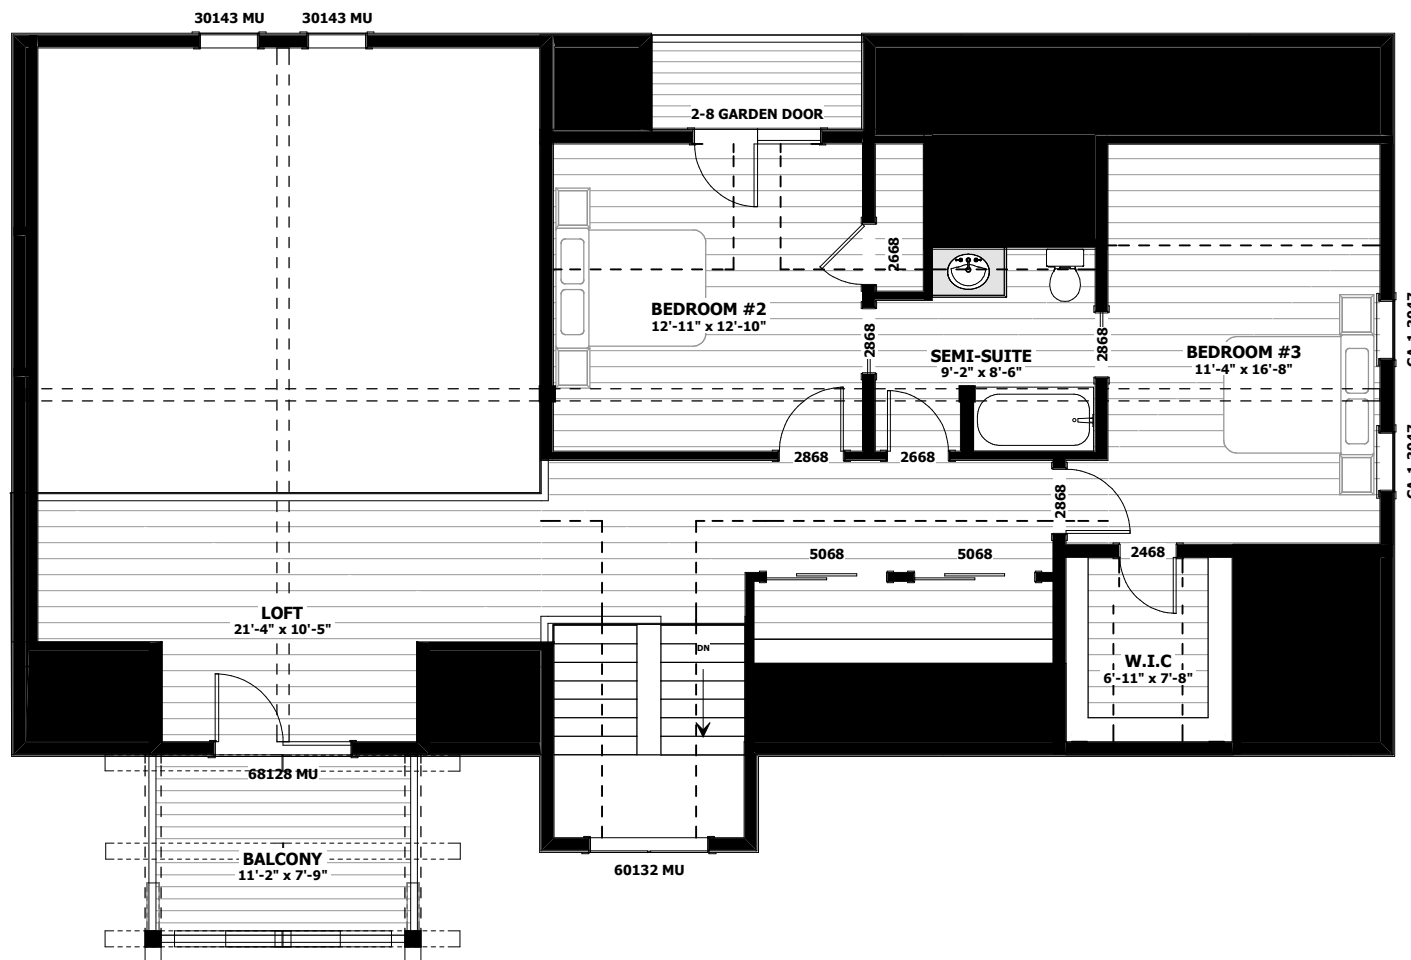 30143 MU
30143 MU
2-8 GARDEN DOOR
2668
BEDROOM #2
12'-11" x 12'-10"
2868
SEMI-SUITE
9'-2" x 8'-6"
2868
BEDROOM #3
11'-4" x 16'-8"
2868
2668
2868
5068
5068
2468
LOFT
21'-4" x 10'-5"
DN
W.I.C
6'-11" x 7'-8"
68128 MU
BALCONY
11'-2" x 7'-9"
60132 MU